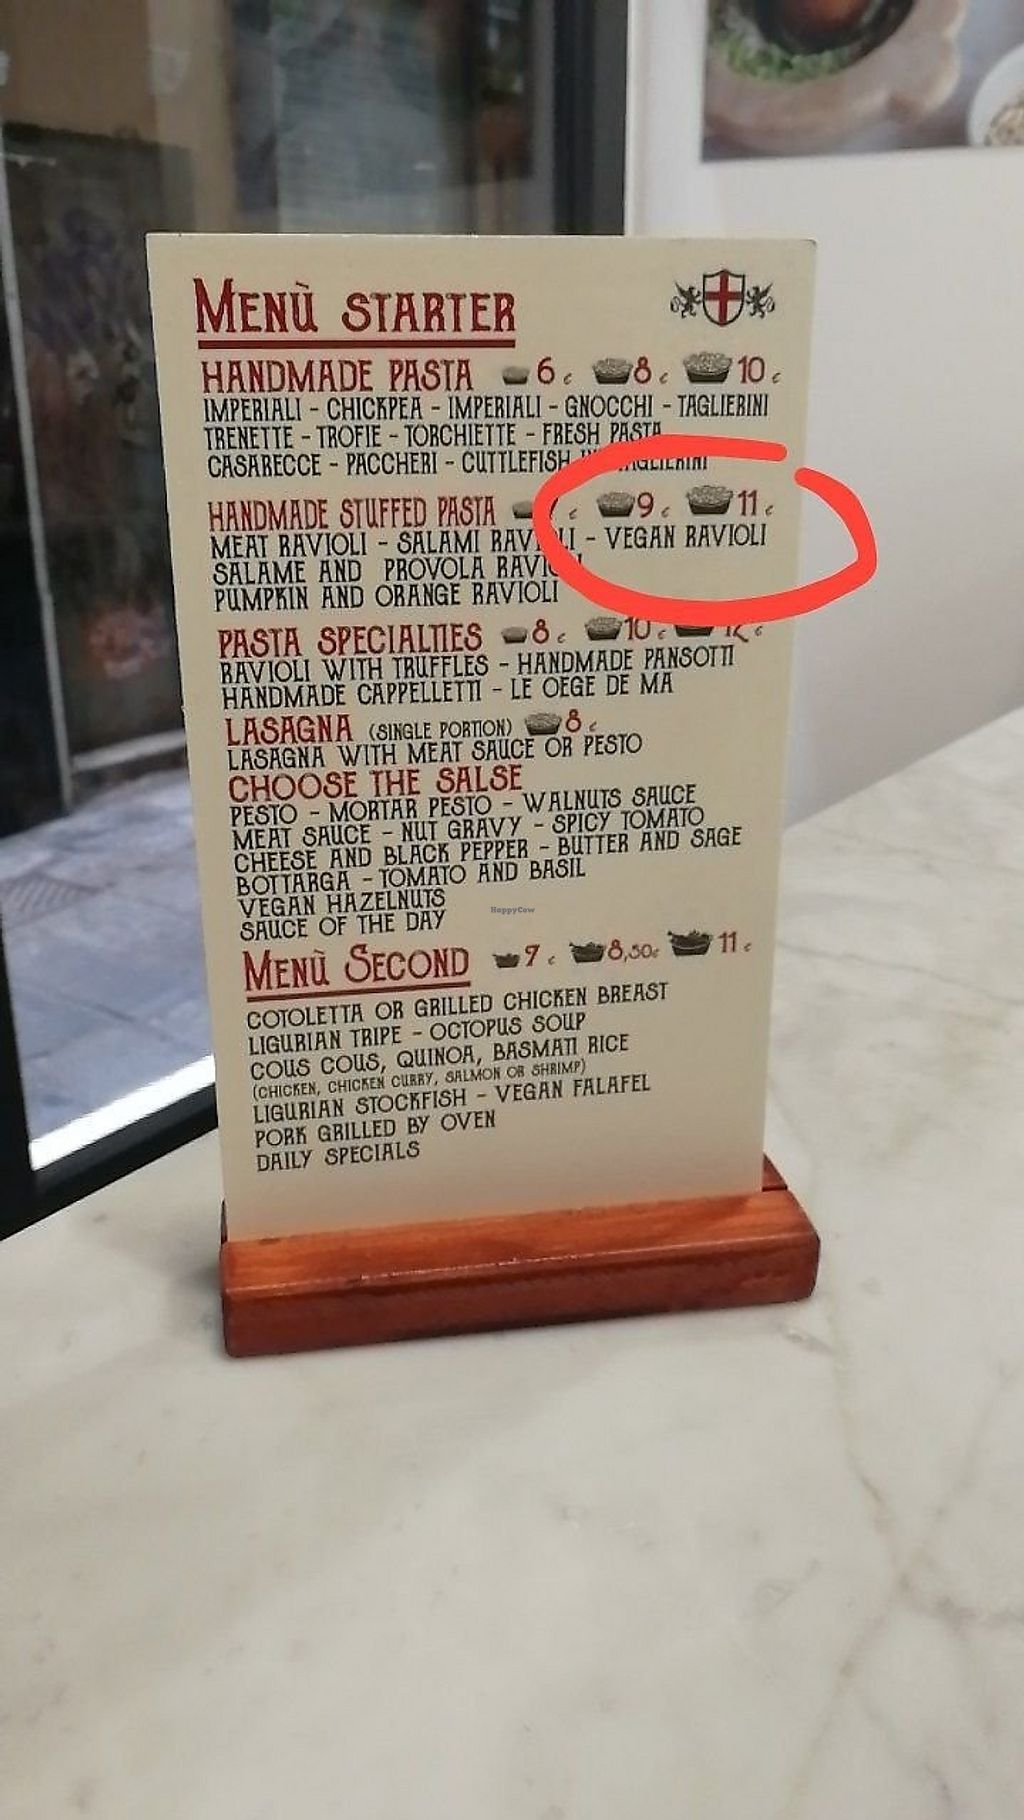 MENÙ STARTER
HANDMADE PASTA 6 € 8 € 10 €
IMPERIALI - CHICKPEA - IMPERIALI - GNOCCHI - TAGLIERINI
TRENETTE - TROFIE - TORCHIETTE - FRESH PASTA
CASARECCE - PACCHERI - CUTTLEFISH TAGLIERINI
HANDMADE STUFFED PASTA € 9 € 11 €
MEAT RAVIOLI - SALAMI RAVIOLI - VEGAN RAVIOLI
SALAME AND PROVOLA RAVIOLI
PUMPKIN AND ORANGE RAVIOLI
PASTA SPECIALTIES 8 € 10 € 12 €
RAVIOLI WITH TRUFFLES - HANDMADE PANSOTTI
HANDMADE CAPPELLETTI - LE OEGE DE MA
LASAGNA (SINGLE PORTION) 8 €
LASAGNA WITH MEAT SAUCE OR PESTO
CHOOSE THE SALSE
PESTO - MORTAR PESTO - WALNUTS SAUCE
MEAT SAUCE - NUT GRAVY - SPICY TOMATO
CHEESE AND BLACK PEPPER - BUTTER AND SAGE
BOTTARGA - TOMATO AND BASIL
VEGAN HAZELNUTS
SAUCE OF THE DAY
HappyCow
MENÙ SECOND 7 € 8,50€ 11 €
COTOLETTA OR GRILLED CHICKEN BREAST
LIGURIAN TRIPE - OCTOPUS SOUP
COUS COUS, QUINOA, BASMATI RICE
(CHICKEN, CHICKEN CURRY, SALMON OR SHRIMP)
LIGURIAN STOCKFISH - VEGAN FALAFEL
PORK GRILLED BY OVEN
DAILY SPECIALS